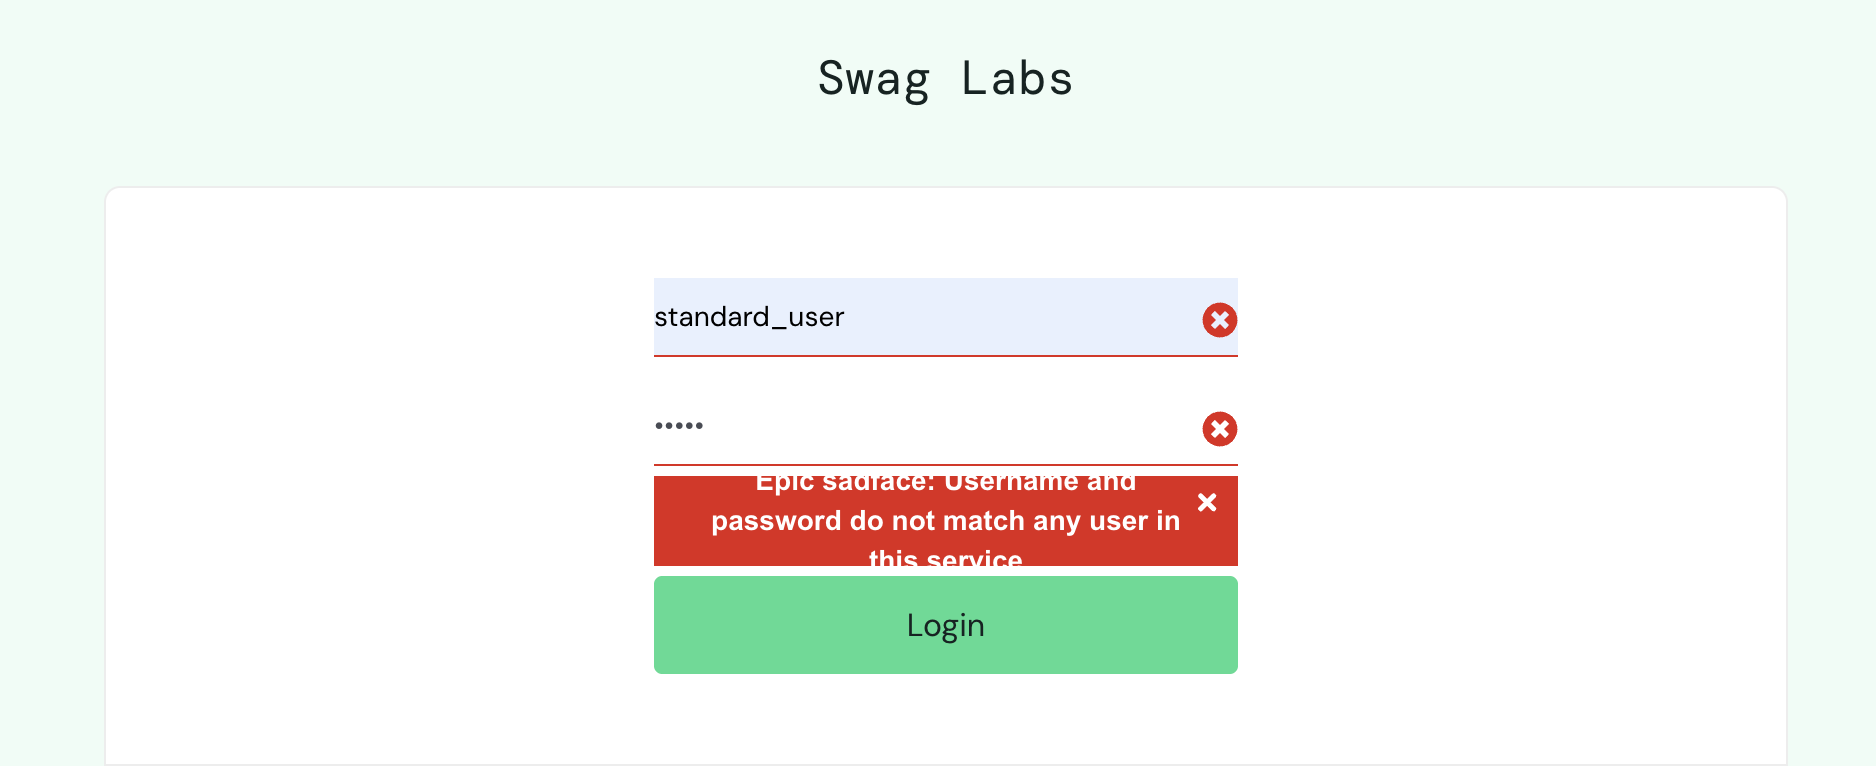 Swag Labs
standard_user
•••••
Epic sadface: Username and
password do not match any user in
this service
Login